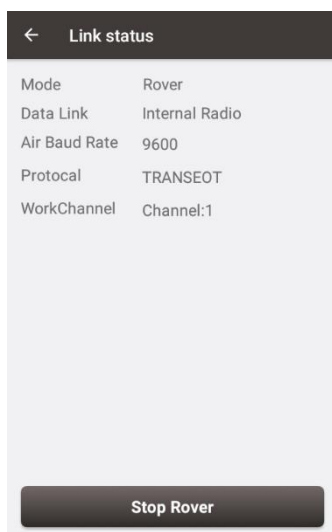 Link status
Mode Rover
Data Link Internal Radio
Air Baud Rate 9600
Protocal TRANSEOT
WorkChannel Channel:1
Stop Rover